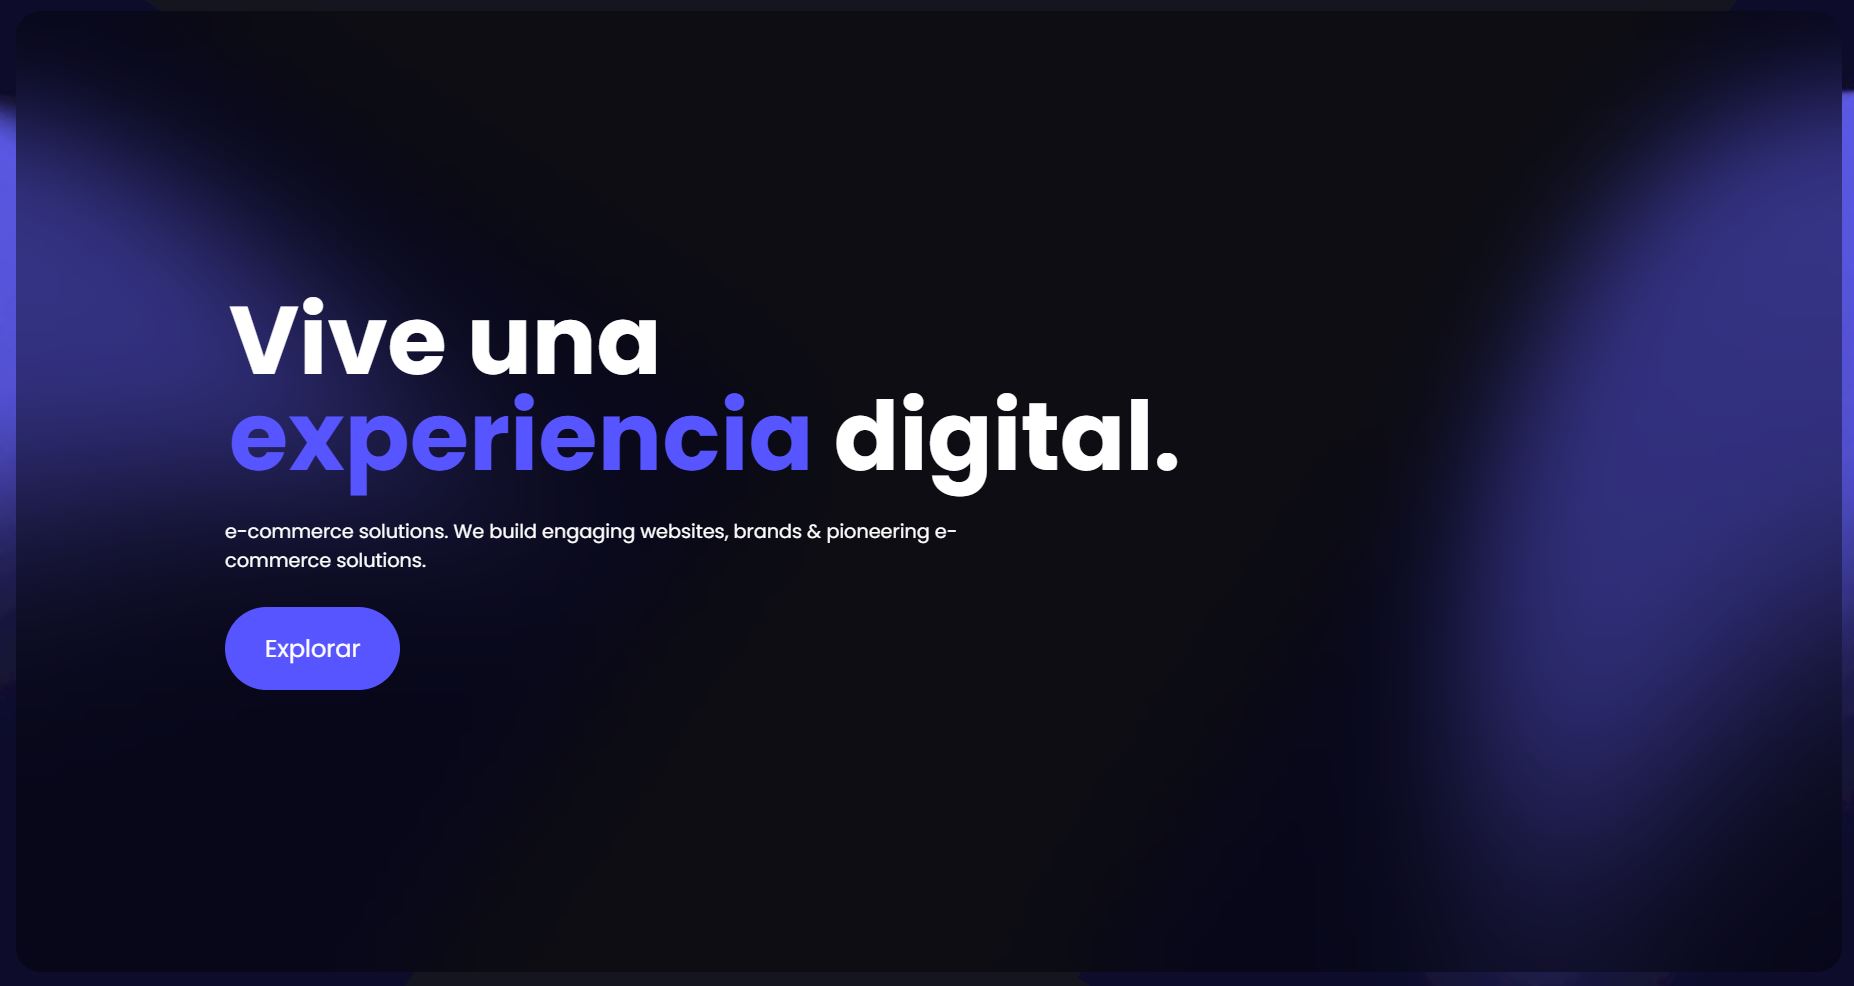 Vive una
experiencia digital.
e-commerce solutions. We build engaging websites, brands & pioneering e-
commerce solutions.
Explorar